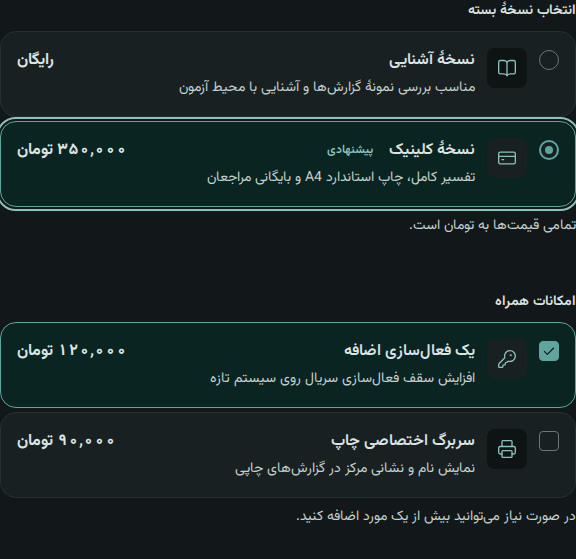 انتخاب نسخهٔ بسته
نسخهٔ آشنایی رایگان
مناسب بررسی نمونهٔ گزارش‌ها و آشنایی با محیط آزمون
نسخهٔ کلینیک پیشنهادی ۳۵۰,۰۰۰ تومان
تفسیر کامل، چاپ استاندارد A4 و بایگانی مراجعان
تمامی قیمت‌ها به تومان است.
امکانات همراه
یک فعال‌سازی اضافه ۱۲۰,۰۰۰ تومان
افزایش سقف فعال‌سازی سریال روی سیستم تازه
سربرگ اختصاصی چاپ ۹۰,۰۰۰ تومان
نمایش نام و نشانی مرکز در گزارش‌های چاپی
در صورت نیاز می‌توانید بیش از یک مورد اضافه کنید.